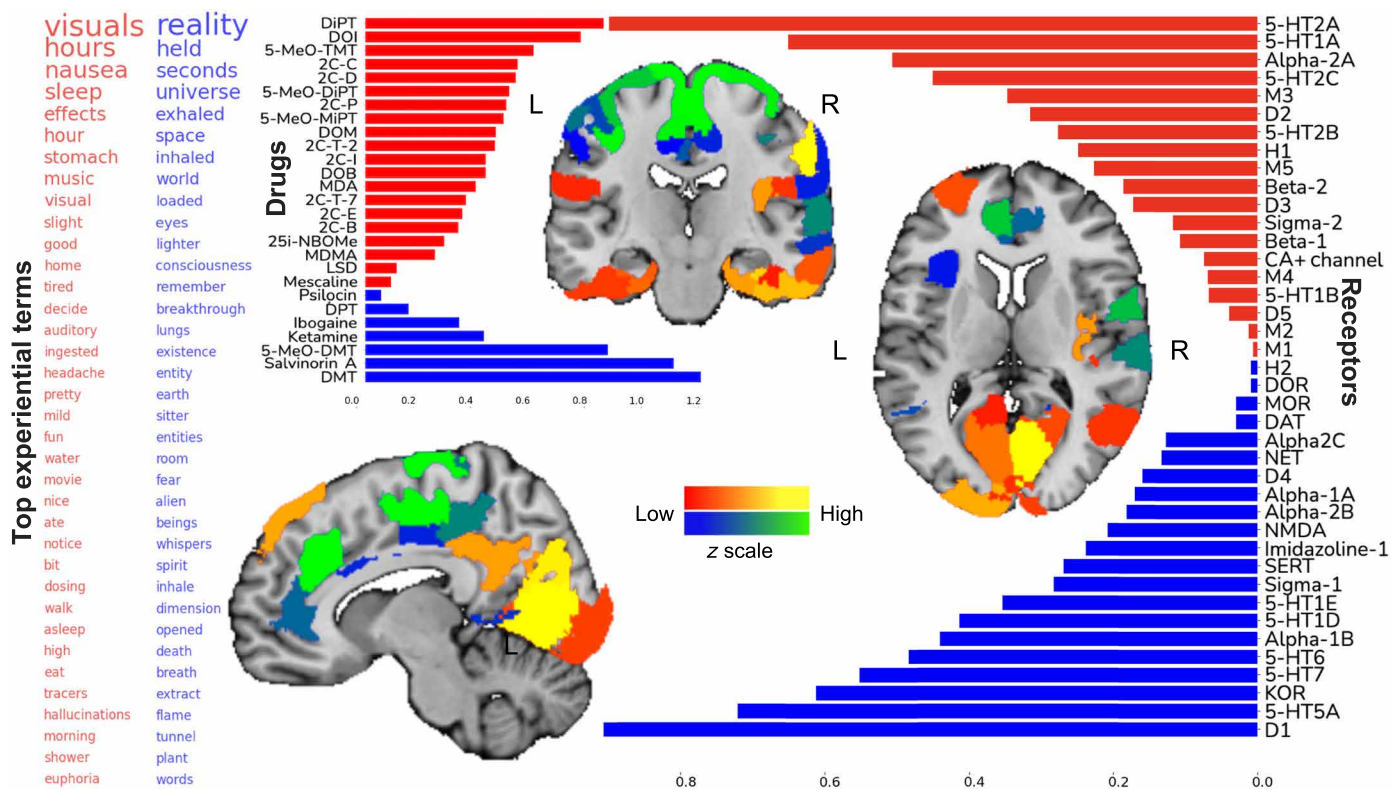 Top experiential terms
visuals
hours
nausea
sleep
effects
hour
stomach
music
visual
slight
good
home
tired
decide
auditory
ingested
headache
pretty
mild
fun
water
movie
nice
ate
notice
bit
dosing
walk
asleep
high
eat
tracers
hallucinations
morning
shower
euphoria
reality
held
seconds
universe
exhaled
space
inhaled
world
loaded
eyes
lighter
consciousness
remember
breakthrough
lungs
existence
entity
earth
sitter
entities
room
fear
alien
beings
whispers
spirit
inhale
dimension
opened
death
breath
extract
flame
tunnel
plant
words
Drugs
DiPT
DOI
5-MeO-TMT
2C-C
2C-D
5-MeO-DiPT
2C-P
5-MeO-MiPT
DOM
2C-T-2
2C-I
DOB
MDA
2C-T-7
2C-E
2C-B
25i-NBOMe
MDMA
LSD
Mescaline
Psilocin
DPT
Ibogaine
Ketamine
5-MeO-DMT
Salvinorin A
DMT
0.0 0.2 0.4 0.6 0.8 1.0 1.2
L R
L R
L
Low High
z scale
Receptors
5-HT2A
5-HT1A
Alpha-2A
5-HT2C
M3
D2
5-HT2B
H1
M5
Beta-2
D3
Sigma-2
Beta-1
CA+ channel
M4
5-HT1B
D5
M2
M1
H2
DOR
MOR
DAT
Alpha2C
NET
D4
Alpha-1A
Alpha-2B
NMDA
Imidazoline-1
SERT
Sigma-1
5-HT1E
5-HT1D
Alpha-1B
5-HT6
5-HT7
KOR
5-HT5A
D1
0.8 0.6 0.4 0.2 0.0